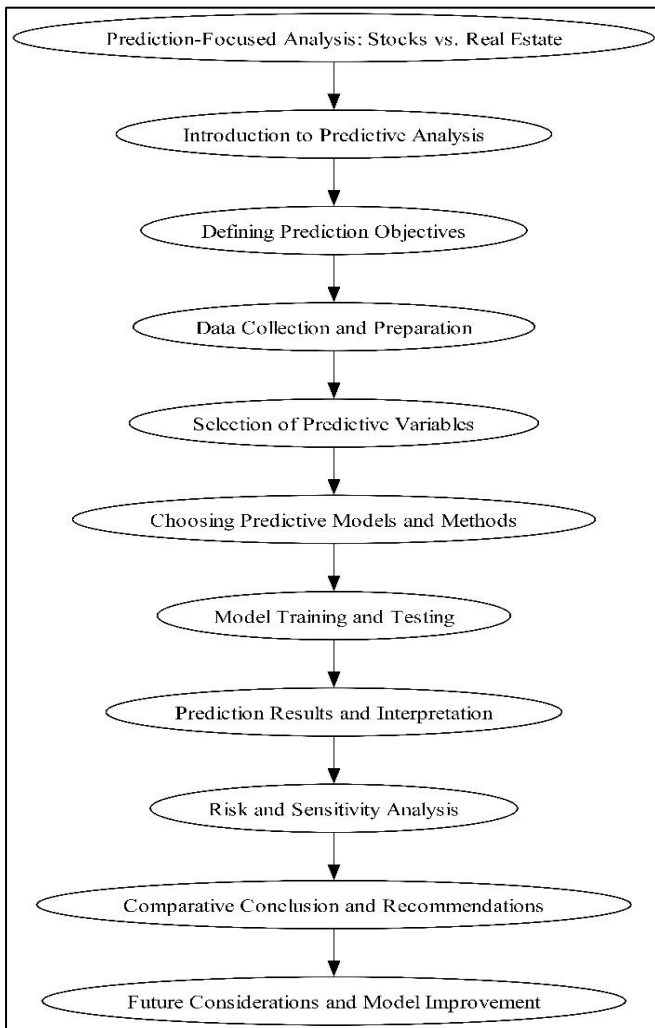 Prediction-Focused Analysis: Stocks vs. Real Estate
Introduction to Predictive Analysis
Defining Prediction Objectives
Data Collection and Preparation
Selection of Predictive Variables
Choosing Predictive Models and Methods
Model Training and Testing
Prediction Results and Interpretation
Risk and Sensitivity Analysis
Comparative Conclusion and Recommendations
Future Considerations and Model Improvement